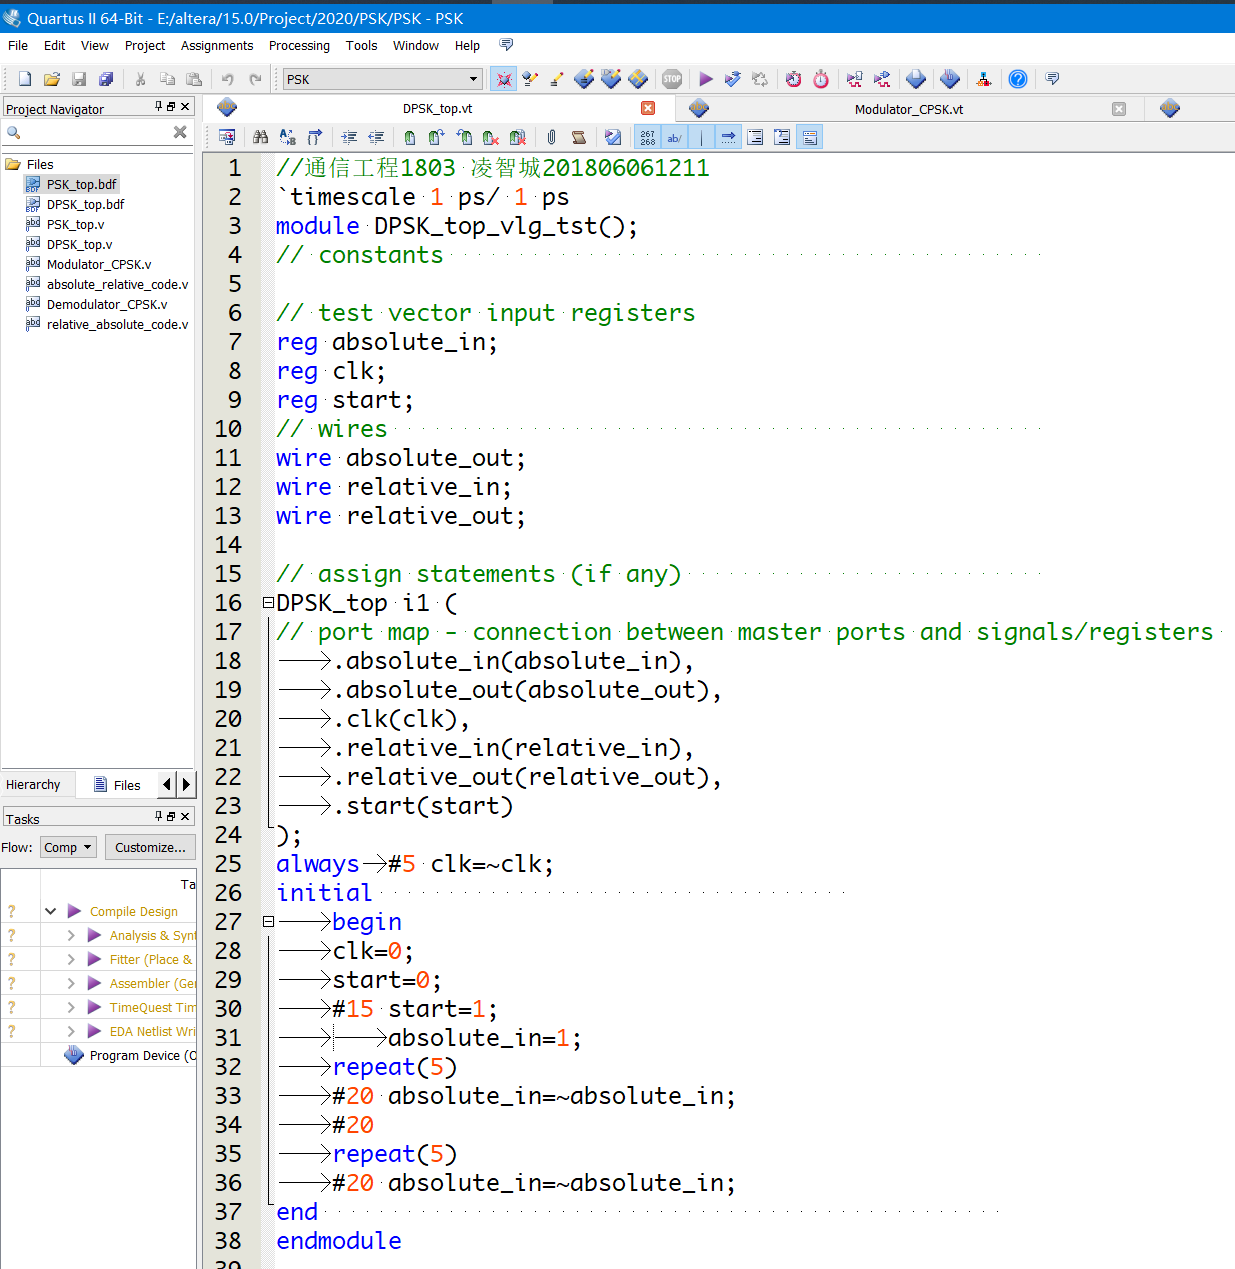 Quartus II 64-Bit - E:/altera/15.0/Project/2020/PSK/PSK - PSK
File Edit View Project Assignments Processing Tools Window Help
PSK
STOP
Project Navigator
Files
PSK_top.bdf
DPSK_top.bdf
PSK_top.v
DPSK_top.v
Modulator_CPSK.v
absolute_relative_code.v
Demodulator_CPSK.v
relative_absolute_code.v
Hierarchy Files
Tasks
Flow: Comp Customize...
Ta
Compile Design
Analysis & Synt
Fitter (Place &
Assembler (Ger
TimeQuest Tim
EDA Netlist Wri
Program Device (O
DPSK_top.vt Modulator_CPSK.vt
267 268 ab/
1 //通信工程1803 凌智城201806061211
2 `timescale 1 ps/ 1 ps
3 module DPSK_top_vlg_tst();
4 // constants
5
6 // test vector input registers
7 reg absolute_in;
8 reg clk;
9 reg start;
10 // wires
11 wire absolute_out;
12 wire relative_in;
13 wire relative_out;
14
15 // assign statements (if any)
16 DPSK_top i1 (
17 // port map - connection between master ports and signals/registers
18 .absolute_in(absolute_in),
19 .absolute_out(absolute_out),
20 .clk(clk),
21 .relative_in(relative_in),
22 .relative_out(relative_out),
23 .start(start)
24 );
25 always #5 clk=~clk;
26 initial
27 begin
28 clk=0;
29 start=0;
30 #15 start=1;
31 absolute_in=1;
32 repeat(5)
33 #20 absolute_in=~absolute_in;
34 #20
35 repeat(5)
36 #20 absolute_in=~absolute_in;
37 end
38 endmodule
39